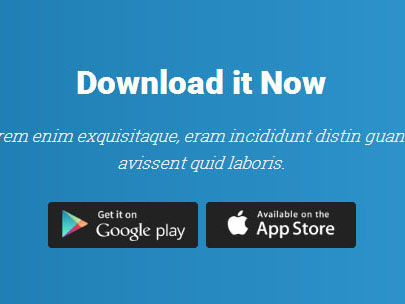 Download it Now
rem enim exquisitaque, eram incididunt distin guan
avissent quid laboris.
Get it on
Google play
Available on the
App Store